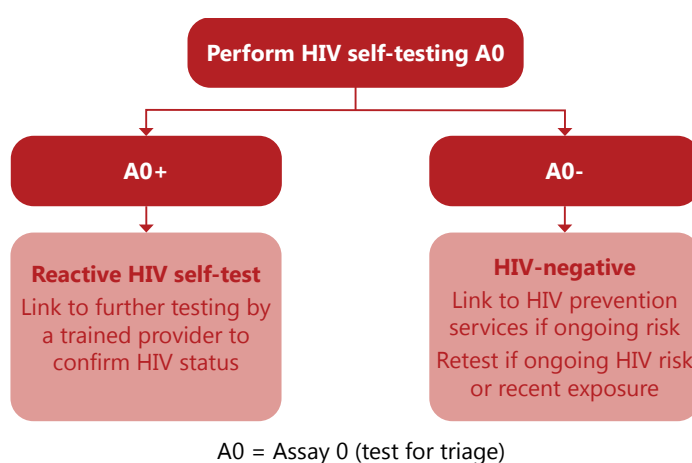 Perform HIV self-testing A0
A0+
A0-
Reactive HIV self-test
Link to further testing by
a trained provider to
confirm HIV status
HIV-negative
Link to HIV prevention
services if ongoing risk
Retest if ongoing HIV risk
or recent exposure
A0 = Assay 0 (test for triage)